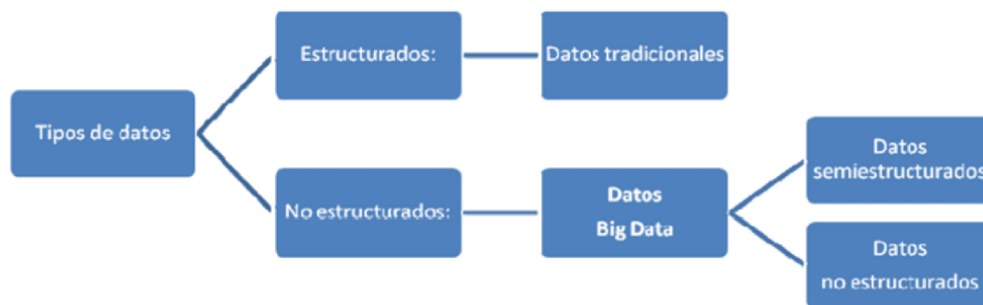 Tipos de datos
Estructurados:
Datos tradicionales
No estructurados:
Datos
Big Data
Datos
semiestructurados
Datos
no estructurados